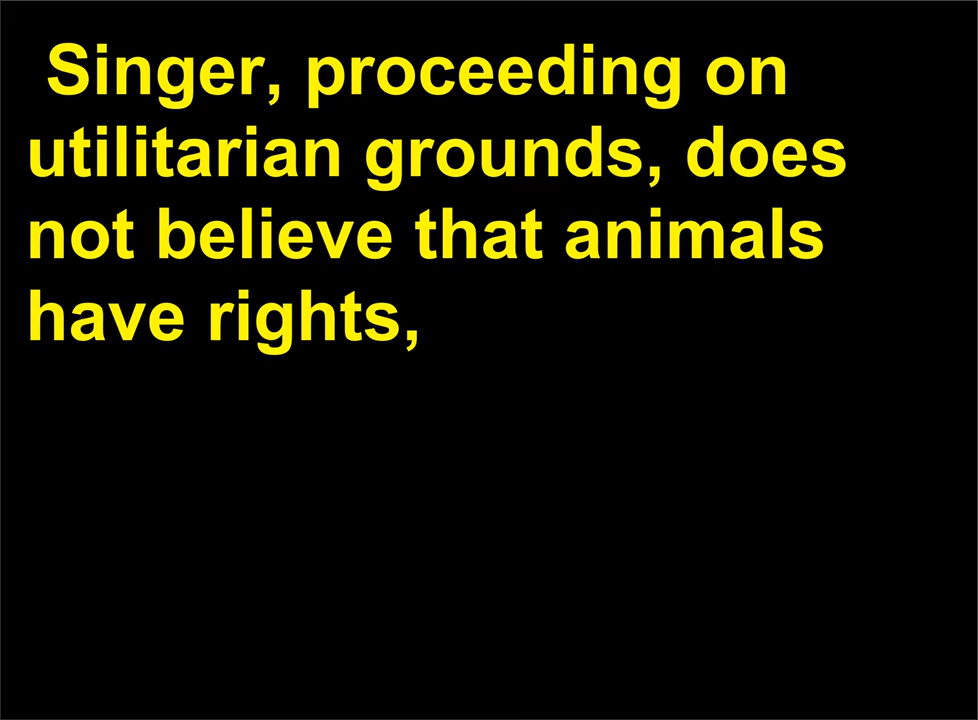 Singer, proceeding on
utilitarian grounds, does
not believe that animals
have rights,